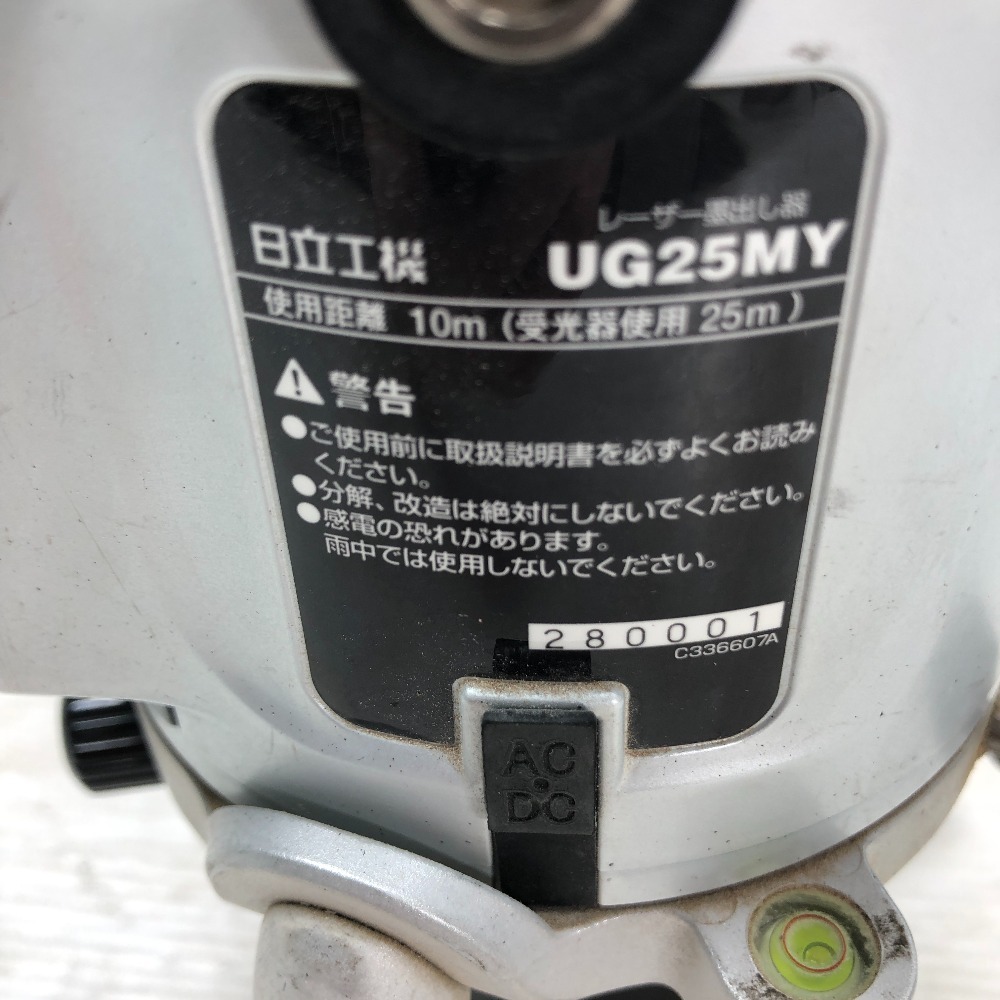 レーザー墨出し器
日立工機 UG25MY
使用距離 10m（受光器使用 25m）
警告
●ご使用前に取扱説明書を必ずよくお読み
ください。
●分解、改造は絶対にしないでください。
●感電の恐れがあります。
雨中では使用しないでください。
280001
C336607A
AC
DC